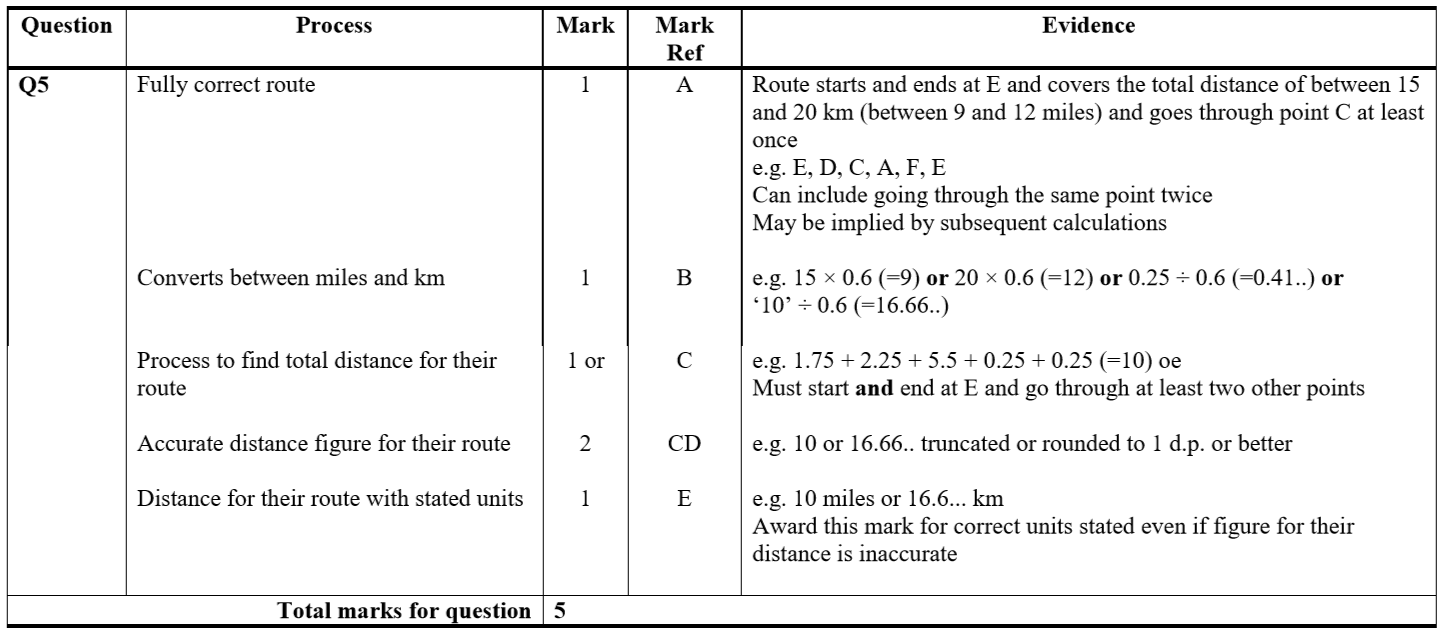 Question Process Mark Mark Ref Evidence
Q5 Fully correct route 1 A Route starts and ends at E and covers the total distance of between 15
and 20 km (between 9 and 12 miles) and goes through point C at least
once
e.g. E, D, C, A, F, E
Can include going through the same point twice
May be implied by subsequent calculations
Converts between miles and km 1 B e.g. 15 × 0.6 (=9) or 20 × 0.6 (=12) or 0.25 ÷ 0.6 (=0.41..) or
‘10’ ÷ 0.6 (=16.66..)
Process to find total distance for their 1 or C e.g. 1.75 + 2.25 + 5.5 + 0.25 + 0.25 (=10) oe
route Must start and end at E and go through at least two other points
Accurate distance figure for their route 2 CD e.g. 10 or 16.66.. truncated or rounded to 1 d.p. or better
Distance for their route with stated units 1 E e.g. 10 miles or 16.6... km
Award this mark for correct units stated even if figure for their
distance is inaccurate
Total marks for question 5